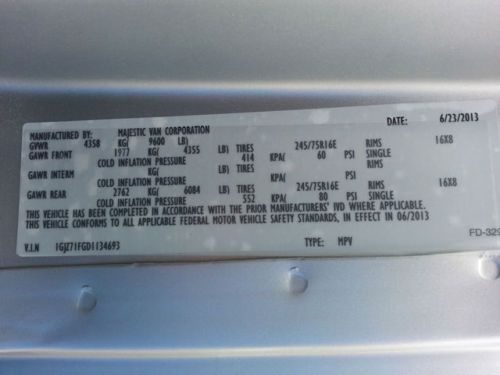 DATE: 6/23/2013
MANUFACTURED BY: MAJESTIC VAN CORPORATION
GVWR 4358 KG( 9600 LB) TIRES 245/75R16E RIMS 16X8
GAWR FRONT 1977 KG( 4355 LB) TIRES 414 KPA( 60 PSI SINGLE
COLD INFLATION PRESSURE
GAWR INTERM KG( LB) TIRES RIMS
COLD INFLATION PRESSURE KPA( PSI
GAWR REAR 2762 KG( 6084 LB) TIRES 245/75R16E RIMS 16X8
COLD INFLATION PRESSURE 552 KPA( 80 PSI SINGLE
THIS VEHICLE HAS BEEN COMPLETED IN ACCORDANCE WITH THE PRIOR MANUFACTURERS' IVD WHERE APPLICABLE.
THIS VEHICLE CONFORMS TO ALL APPLICABLE FEDERAL MOTOR VEHICLE SAFETY STANDARDS, IN EFFECT IN 06/2013
V.I.N TYPE: MPV
FD-329